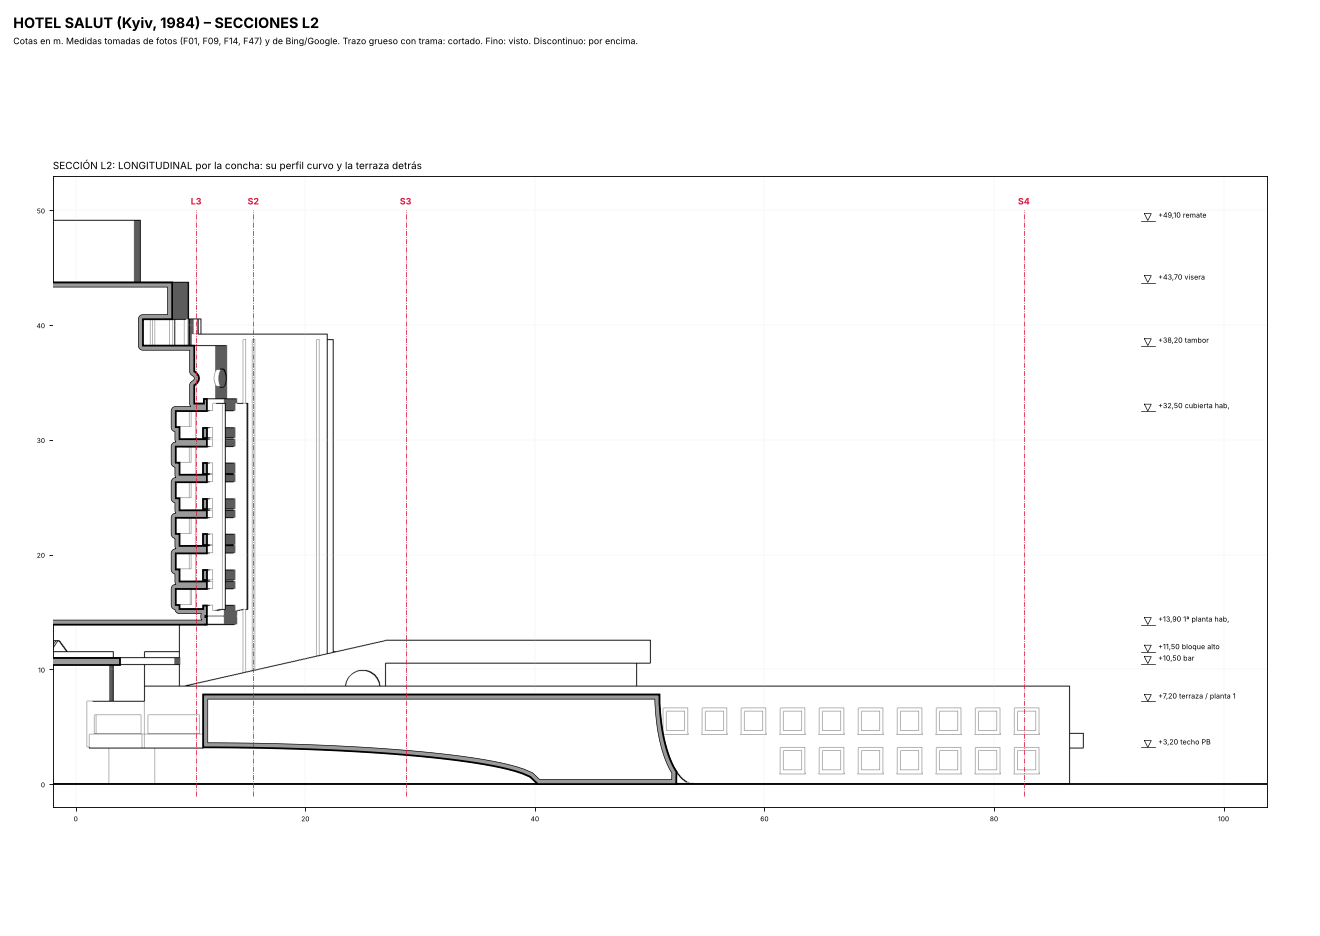 HOTEL SALUT (Kyiv, 1984) – SECCIONES L2
Cotas en m. Medidas tomadas de fotos (F01, F09, F14, F47) y de Bing/Google. Trazo grueso con trama: cortado. Fino: visto. Discontinuo: por encima.
SECCIÓN L2: LONGITUDINAL por la concha: su perfil curvo y la terraza detrás
L3 S2 S3 S4
50
+49,10 remate
+43,70 visera
40
+38,20 tambor
+32,50 cubierta hab,
30
20
+13,90 1ª planta hab,
+11,50 bloque alto
+10,50 bar
10
+7,20 terraza / planta 1
+3,20 techo PB
0
0 20 40 60 80 100